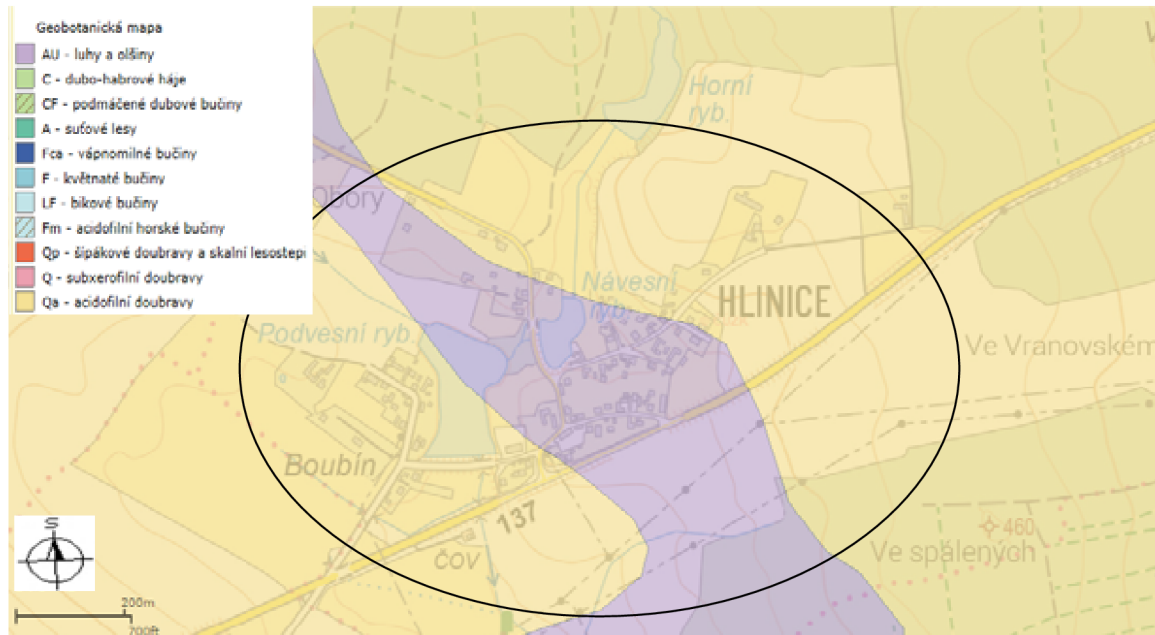 Geobotanická mapa
AU - luhy a olšiny
C - dubo-habrové háje
CF - podmáčené dubové bučiny
A - suťové lesy
Fca - vápnomilné bučiny
F - květnaté bučiny
LF - bikové bučiny
Fm - acidofilní horské bučiny
Qp - šipákové doubravy a skalní lesostepi
Q - subxerofilní doubravy
Qa - acidofilní doubravy
Horní
ryb.
Obory
Návesní
ryb.
HLINICE
Podvesní ryb.
Ve Vranovském
Boubín
137
ČOV
460
Ve spálených
S
200m
700ft